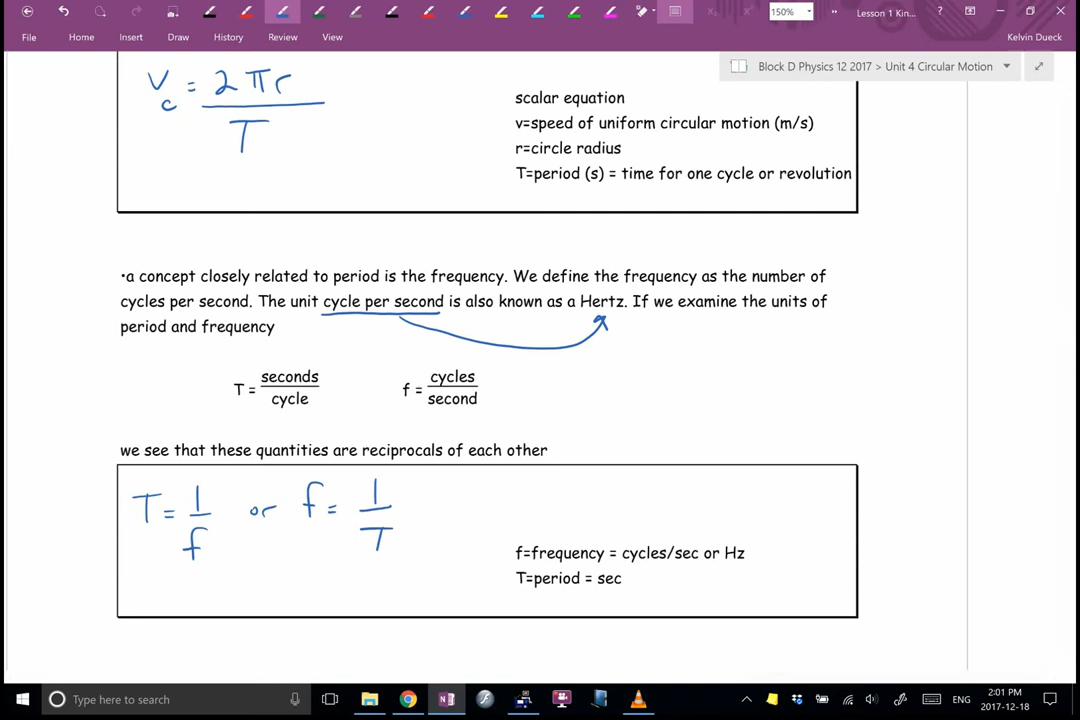 150%
Lesson 1 Kin...
?
File Home Insert Draw History Review View
Kelvin Dueck
Block D Physics 12 2017 > Unit 4 Circular Motion
Vc = 2πr / T
scalar equation
v=speed of uniform circular motion (m/s)
r=circle radius
T=period (s) = time for one cycle or revolution
•a concept closely related to period is the frequency. We define the frequency as the number of
cycles per second. The unit cycle per second is also known as a Hertz. If we examine the units of
period and frequency
T = seconds / cycle f = cycles / second
we see that these quantities are reciprocals of each other
T = 1 / f or f = 1 / T
f=frequency = cycles/sec or Hz
T=period = sec
Type here to search
ENG
2:01 PM
2017-12-18